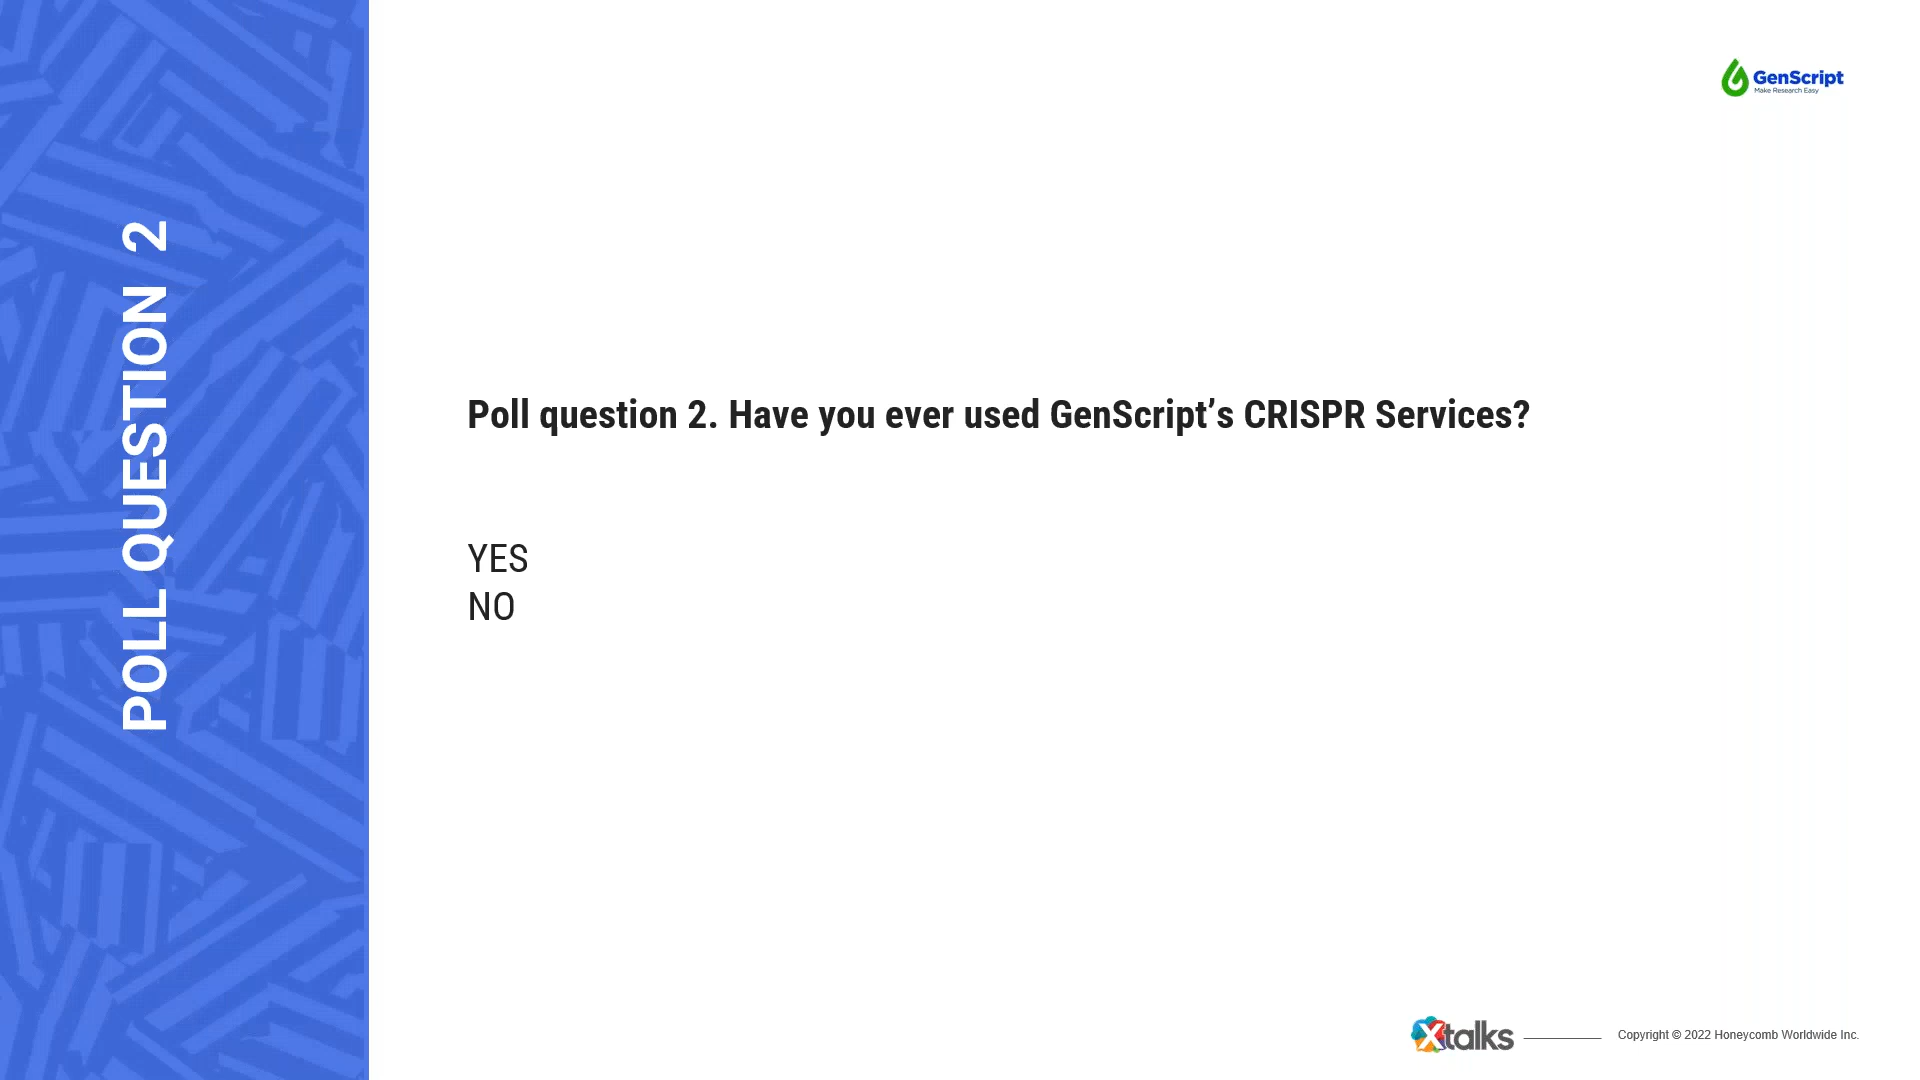 POLL QUESTION 2
GenScript
Make Research Easy
Poll question 2. Have you ever used GenScript’s CRISPR Services?
YES
NO
Xtalks
Copyright © 2022 Honeycomb Worldwide Inc.